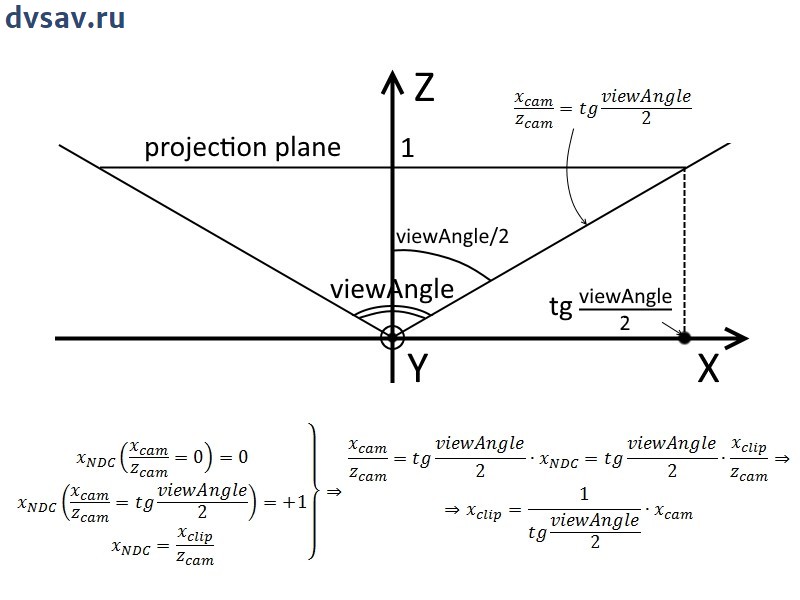 dvsav.ru
Z
x_cam/z_cam = tg viewAngle/2
projection plane
1
viewAngle/2
viewAngle
tg viewAngle/2
Y
X
x_NDC(x_cam/z_cam = 0) = 0
x_NDC(x_cam/z_cam = tg viewAngle/2) = +1
x_NDC = x_clip/z_cam
⇒
x_cam/z_cam = tg viewAngle/2 · x_NDC = tg viewAngle/2 · x_clip/z_cam ⇒
⇒ x_clip = 1/(tg viewAngle/2) · x_cam